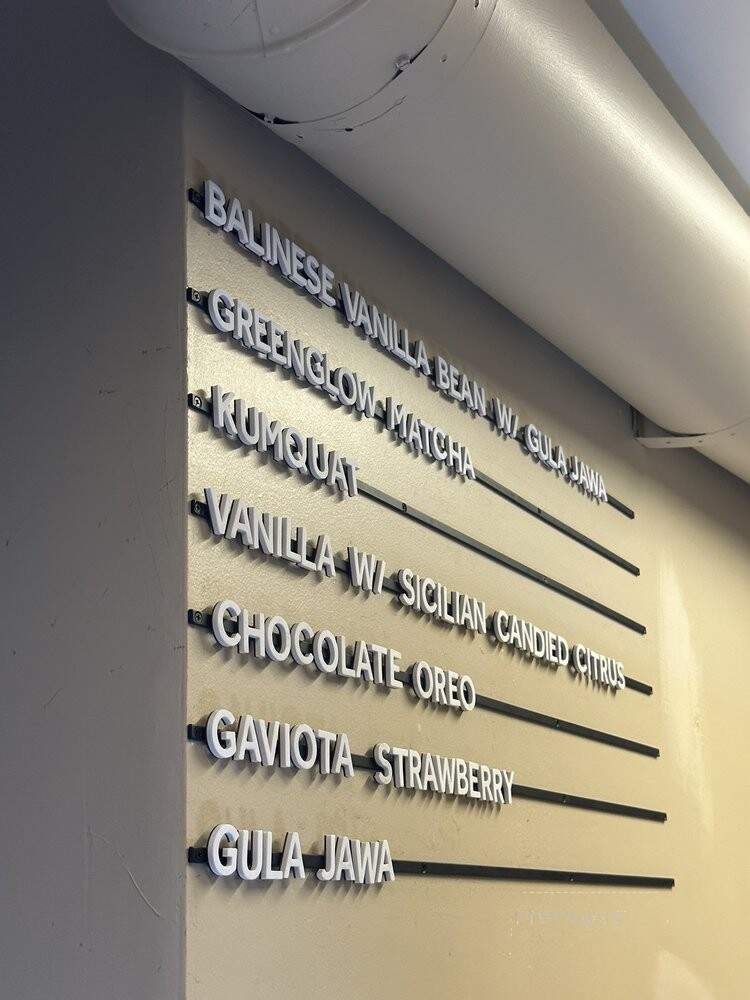 BALINESE VANILLA BEAN W/ GULA JAWA
GREENGLOW MATCHA
KUMQUAT
VANILLA W/ SICILIAN CANDIED CITRUS
CHOCOLATE OREO
GAVIOTA STRAWBERRY
GULA JAWA